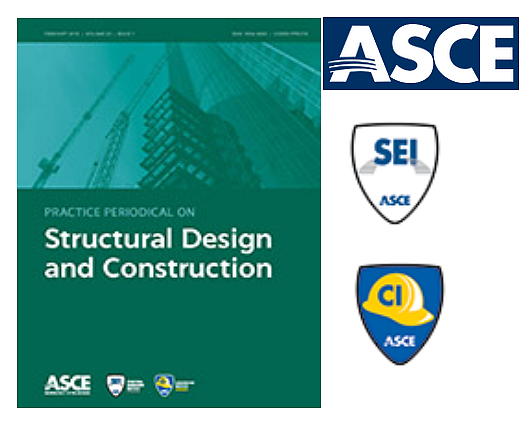 ASCE
PRACTICE PERIODICAL ON
Structural Design
and Construction
ASCE
SEI
ASCE
CI
ASCE